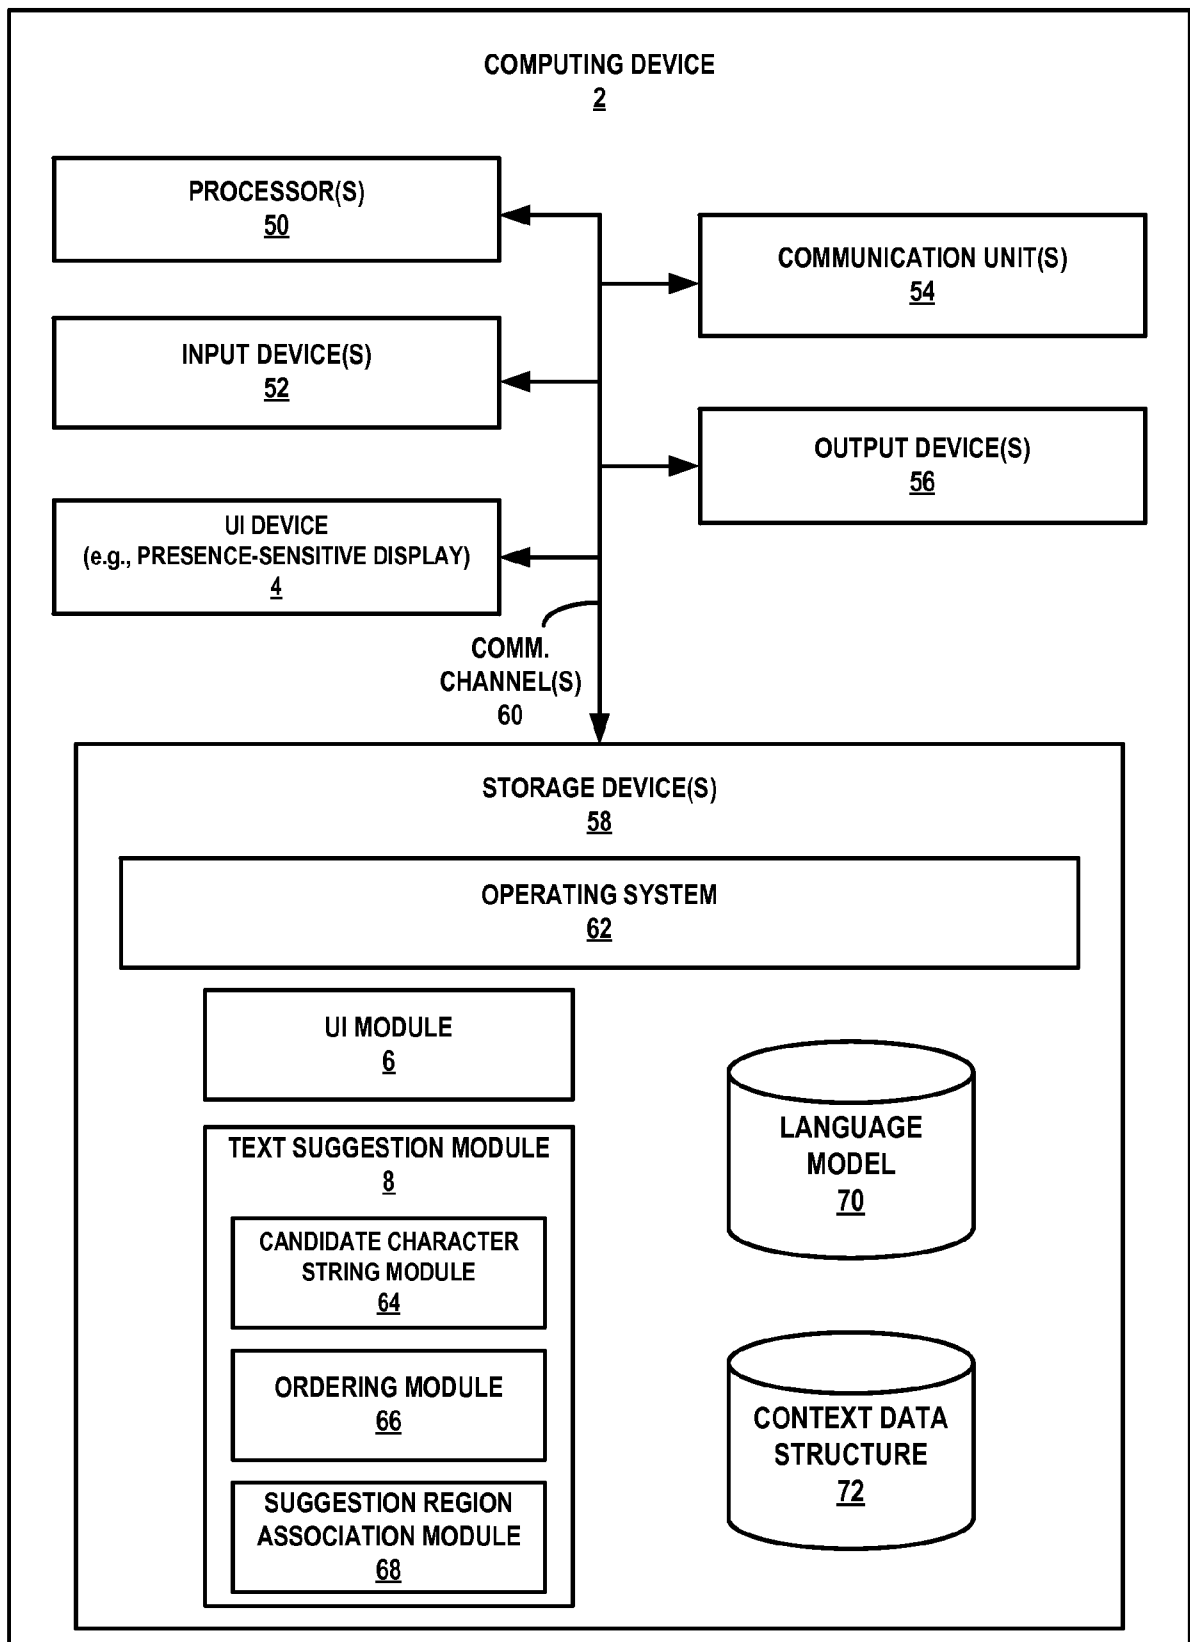 COMPUTING DEVICE
2
PROCESSOR(S)
50
COMMUNICATION UNIT(S)
54
INPUT DEVICE(S)
52
OUTPUT DEVICE(S)
56
UI DEVICE
(e.g., PRESENCE-SENSITIVE DISPLAY)
4
COMM.
CHANNEL(S)
60
STORAGE DEVICE(S)
58
OPERATING SYSTEM
62
UI MODULE
6
TEXT SUGGESTION MODULE
8
CANDIDATE CHARACTER
STRING MODULE
64
ORDERING MODULE
66
SUGGESTION REGION
ASSOCIATION MODULE
68
LANGUAGE
MODEL
70
CONTEXT DATA
STRUCTURE
72